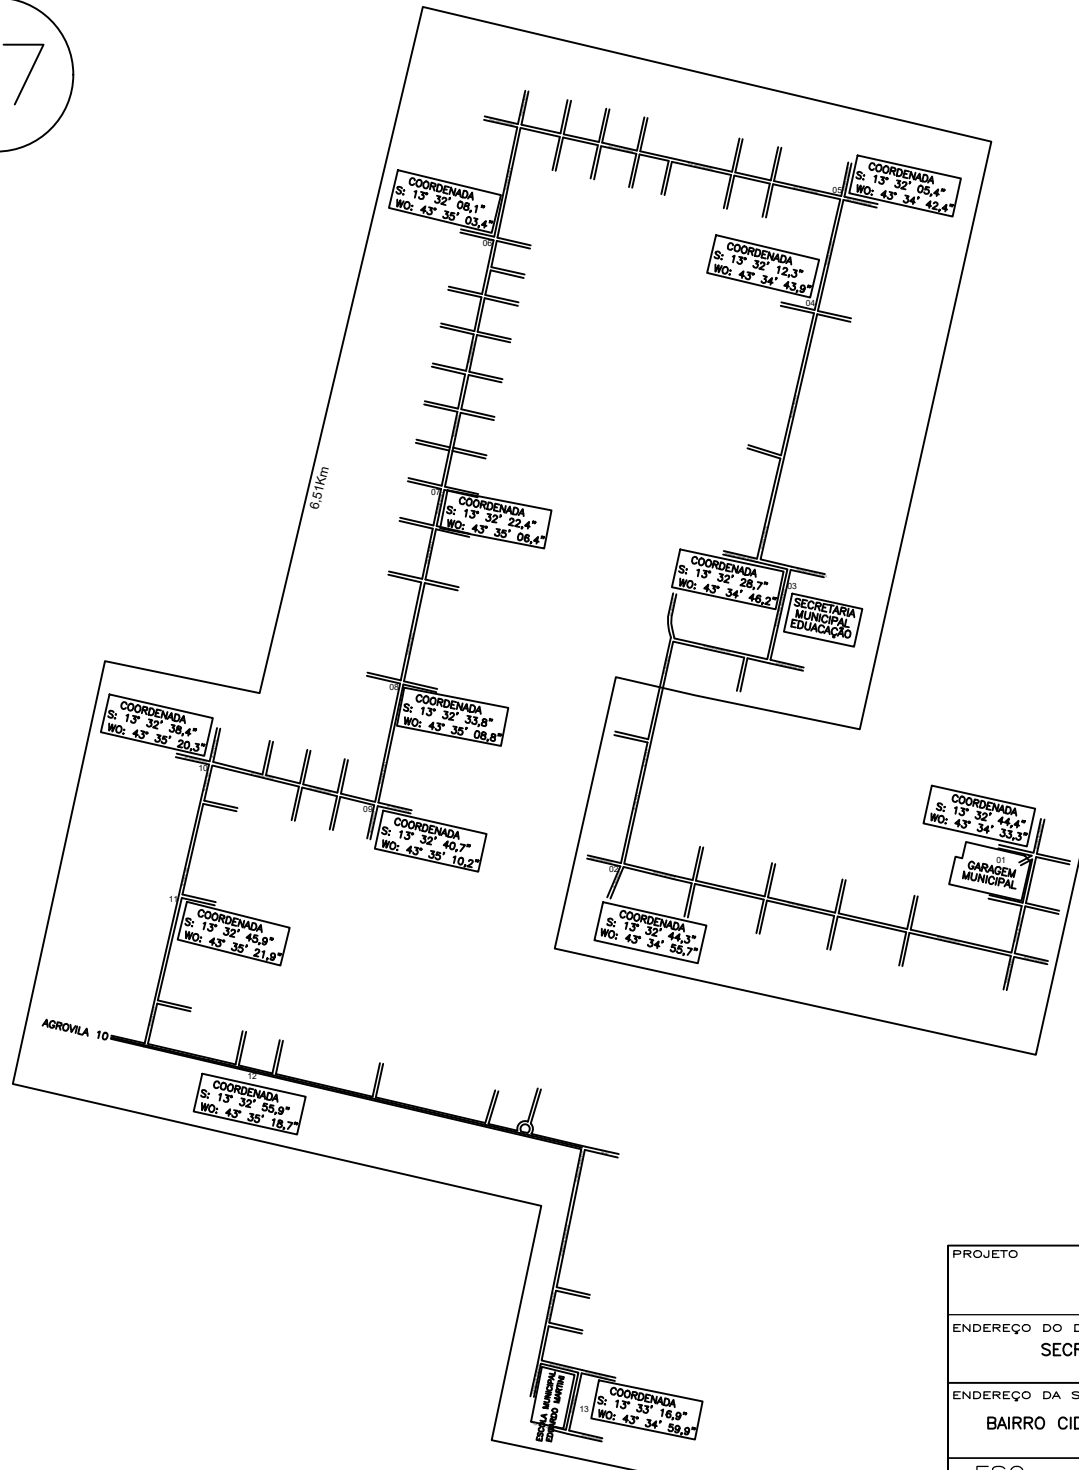 7
COORDENADA
S: 13° 32' 08,1"
WO: 43° 35' 03,4"
06
05
COORDENADA
S: 13° 32' 05,4"
WO: 43° 34' 42,4"
COORDENADA
S: 13° 32' 12,3"
WO: 43° 34' 43,9"
04
6,51Km
07
COORDENADA
S: 13° 32' 22,4"
WO: 43° 35' 06,4"
COORDENADA
S: 13° 32' 28,7"
WO: 43° 34' 46,2"
03
SECRETARIA
MUNICIPAL
EDUACAÇÃO
08
COORDENADA
S: 13° 32' 33,8"
WO: 43° 35' 08,8"
COORDENADA
S: 13° 32' 38,4"
WO: 43° 35' 20,3"
10
09
COORDENADA
S: 13° 32' 40,7"
WO: 43° 35' 10,2"
COORDENADA
S: 13° 32' 44,4"
WO: 43° 34' 33,3"
01
GARAGEM
MUNICIPAL
02
COORDENADA
S: 13° 32' 44,3"
WO: 43° 34' 55,7"
11
COORDENADA
S: 13° 32' 45,9"
WO: 43° 35' 21,9"
AGROVILA 10
12
COORDENADA
S: 13° 32' 55,9"
WO: 43° 35' 18,7"
ESCOLA MUNICIPAL
EDUARDO MARTINI
13
COORDENADA
S: 13° 33' 16,9"
WO: 43° 34' 59,9"
PROJETO
ENDEREÇO DO D
SECR
ENDEREÇO DA S
BAIRRO CID